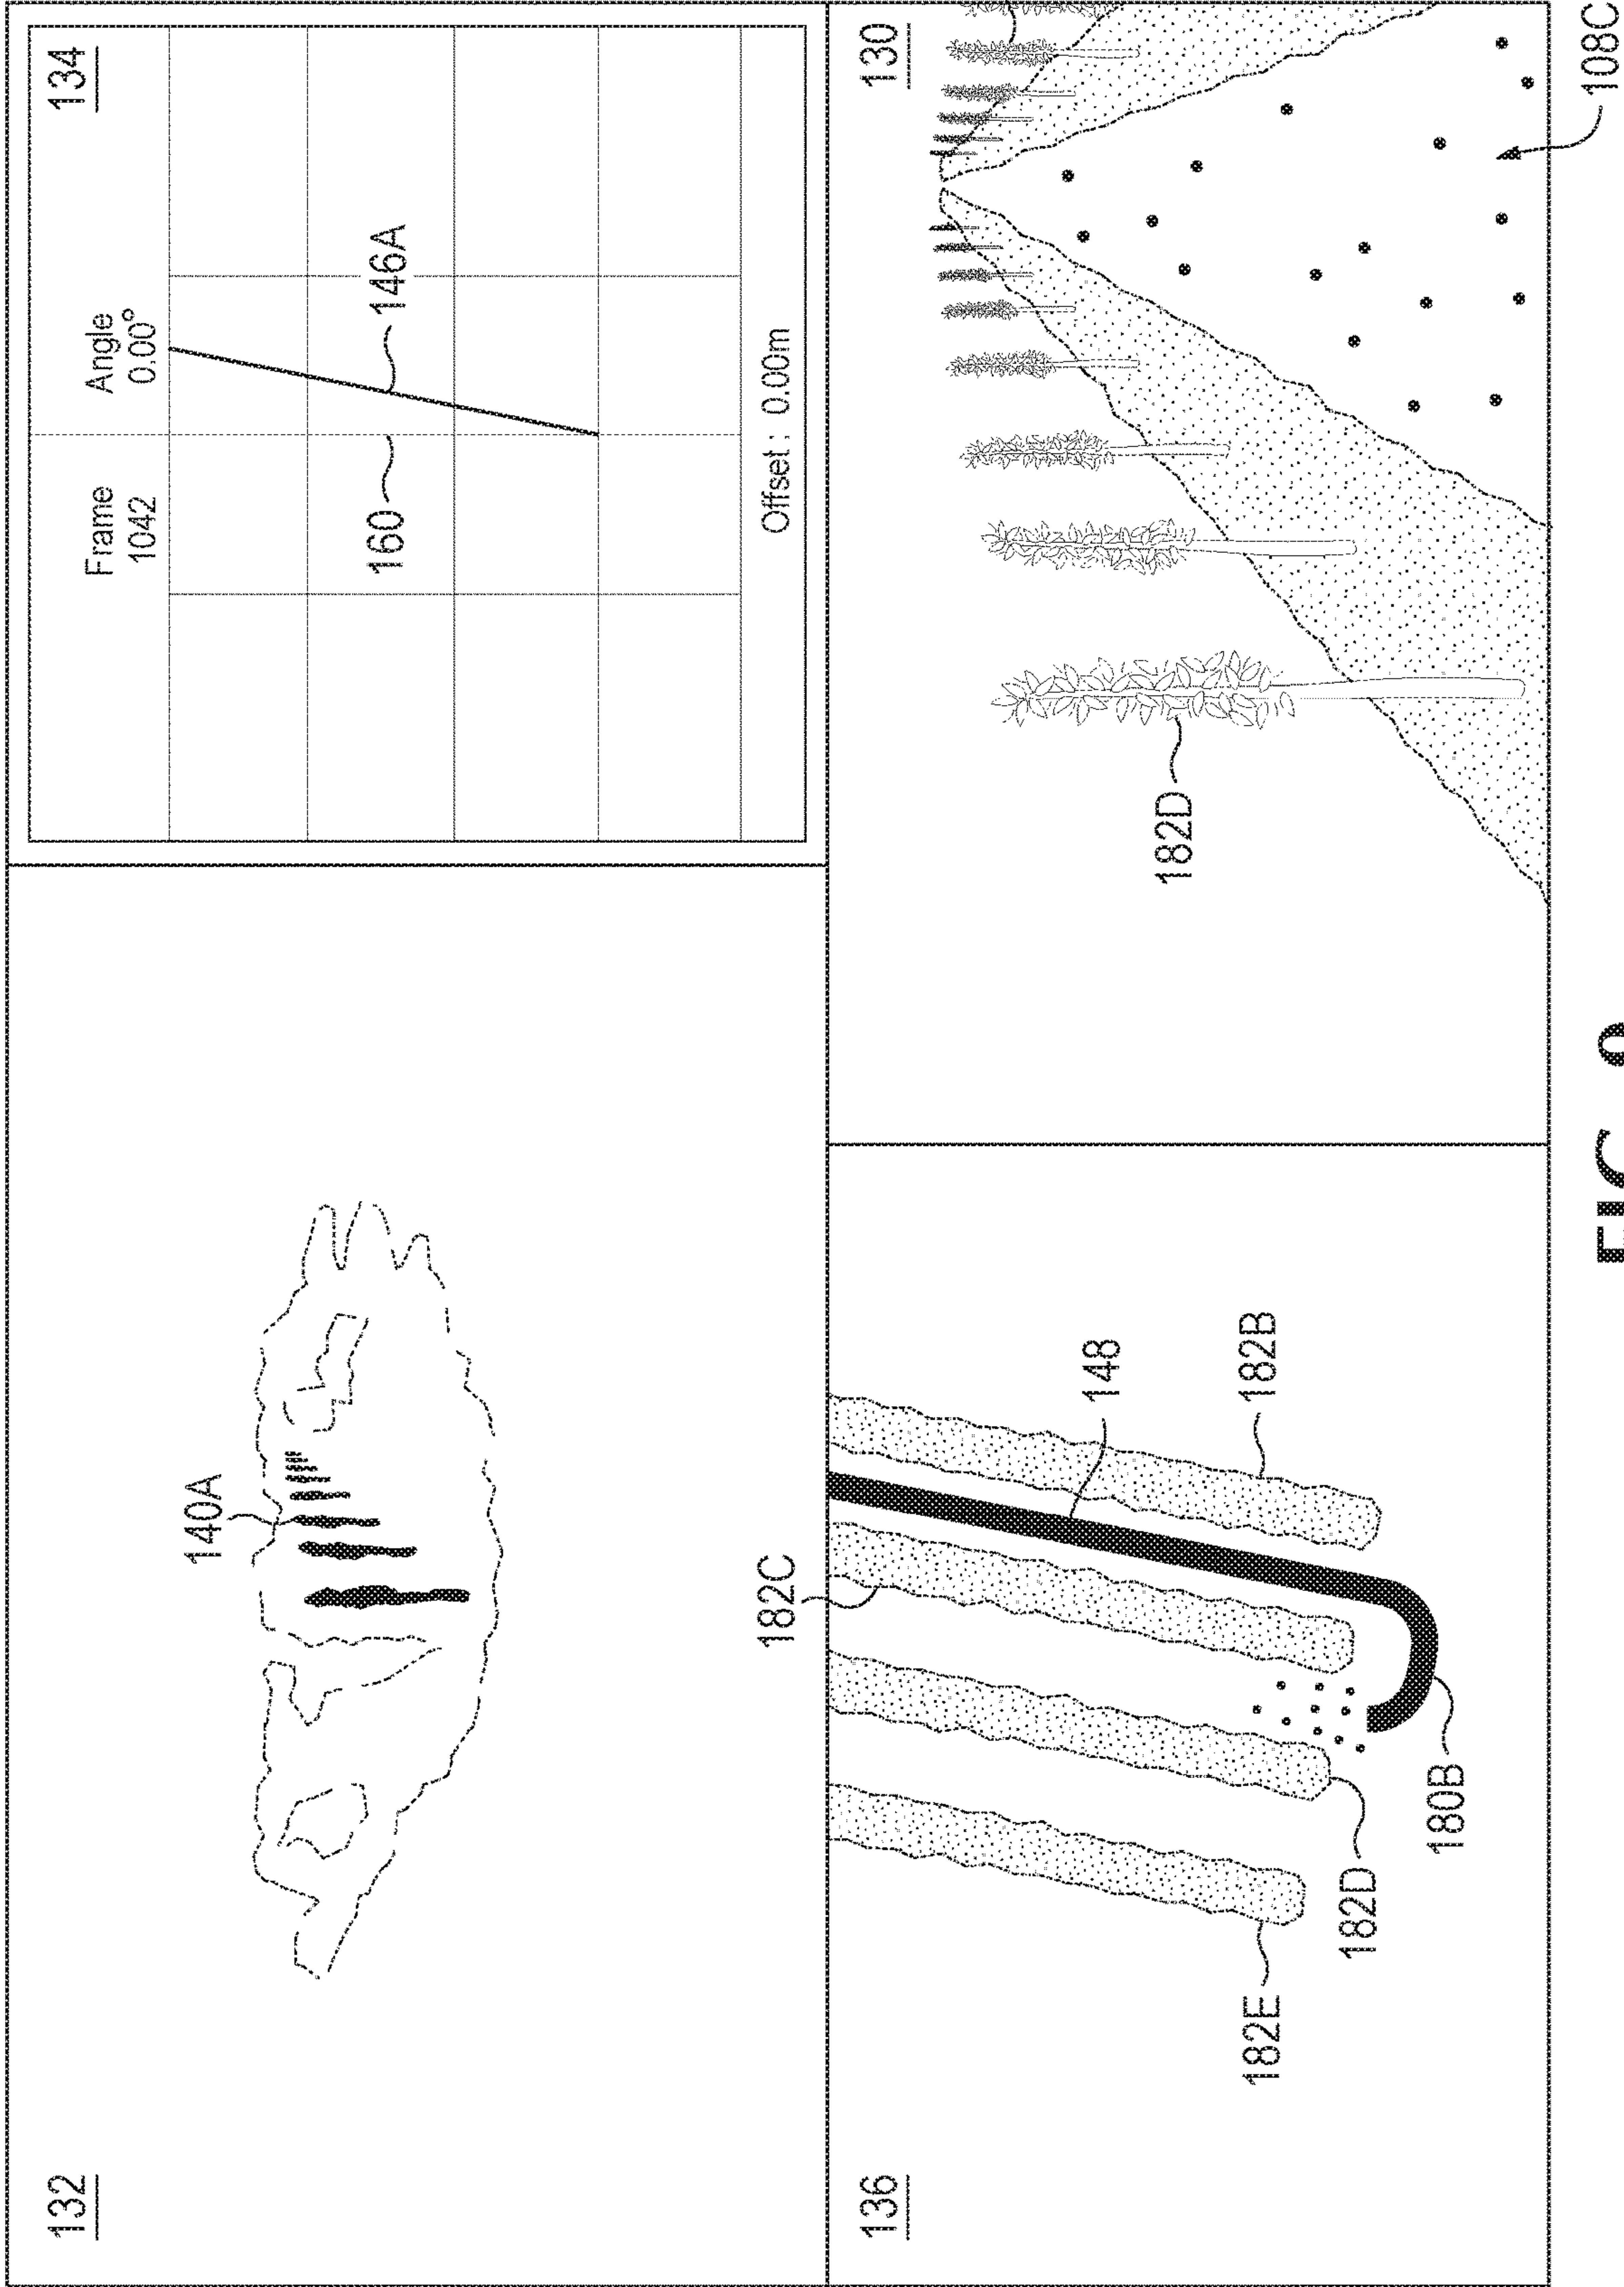 132
140A
134
Frame
1042
Angle
0.00°
160
146A
Offset : 0.00m
136
182C
148
182B
182E
182D
180B
130
182D
108C
FIG.